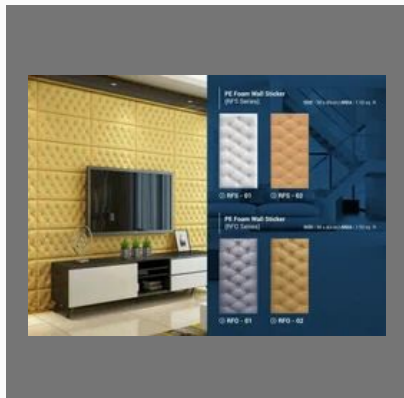 PE Foam Wall Sticker
(RFS Series)
RFS - 01
RFS - 02
PE Foam Wall Sticker
(RFO Series)
RFO - 01
RFO - 02